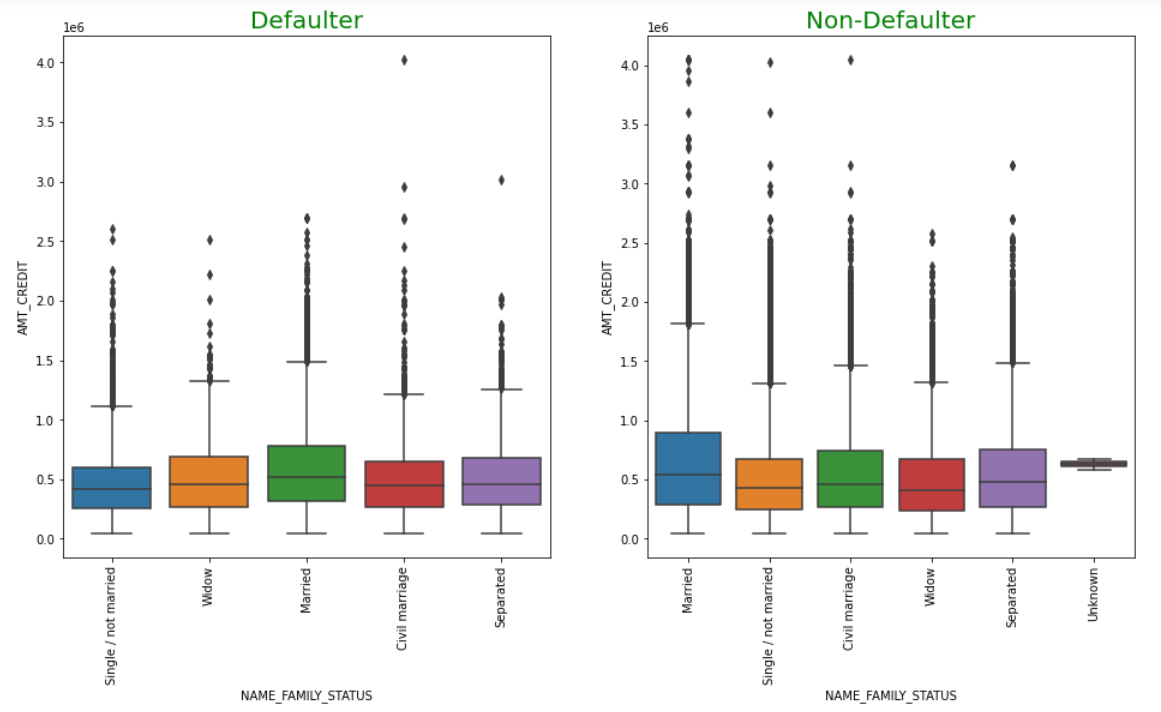 Defaulter
1e6
4.0
3.5
3.0
2.5
2.0
1.5
1.0
0.5
0.0
AMT_CREDIT
Single / not married
Widow
Married
Civil marriage
Separated
NAME_FAMILY_STATUS
Non-Defaulter
1e6
4.0
3.5
3.0
2.5
2.0
1.5
1.0
0.5
0.0
AMT_CREDIT
Married
Single / not married
Civil marriage
Widow
Separated
Unknown
NAME_FAMILY_STATUS